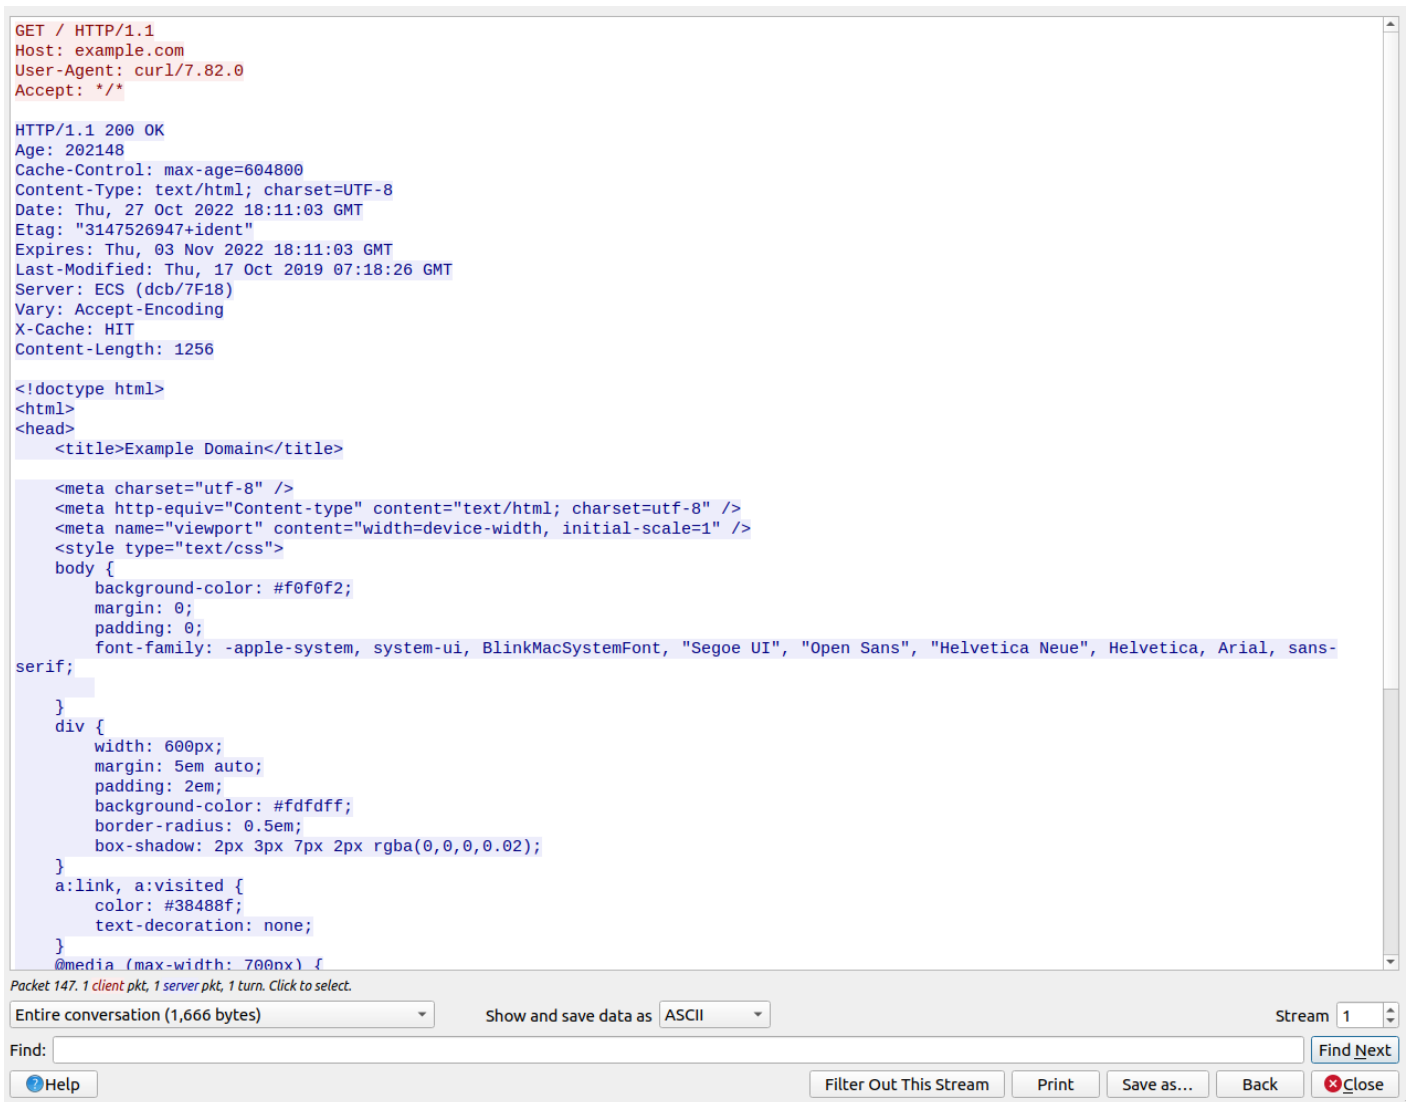 GET / HTTP/1.1
Host: example.com
User-Agent: curl/7.82.0
Accept: */*

HTTP/1.1 200 OK
Age: 202148
Cache-Control: max-age=604800
Content-Type: text/html; charset=UTF-8
Date: Thu, 27 Oct 2022 18:11:03 GMT
Etag: "3147526947+ident"
Expires: Thu, 03 Nov 2022 18:11:03 GMT
Last-Modified: Thu, 17 Oct 2019 07:18:26 GMT
Server: ECS (dcb/7F18)
Vary: Accept-Encoding
X-Cache: HIT
Content-Length: 1256

<!doctype html>
<html>
<head>
    <title>Example Domain</title>

    <meta charset="utf-8" />
    <meta http-equiv="Content-type" content="text/html; charset=utf-8" />
    <meta name="viewport" content="width=device-width, initial-scale=1" />
    <style type="text/css">
    body {
        background-color: #f0f0f2;
        margin: 0;
        padding: 0;
        font-family: -apple-system, system-ui, BlinkMacSystemFont, "Segoe UI", "Open Sans", "Helvetica Neue", Helvetica, Arial, sans-
serif;

    }
    div {
        width: 600px;
        margin: 5em auto;
        padding: 2em;
        background-color: #fdfdff;
        border-radius: 0.5em;
        box-shadow: 2px 3px 7px 2px rgba(0,0,0,0.02);
    }
    a:link, a:visited {
        color: #38488f;
        text-decoration: none;
    }
    @media (max-width: 700px) {
Packet 147. 1 client pkt, 1 server pkt, 1 turn. Click to select.
Entire conversation (1,666 bytes) Show and save data as ASCII Stream 1
Find: Find Next
Help Filter Out This Stream Print Save as… Back Close